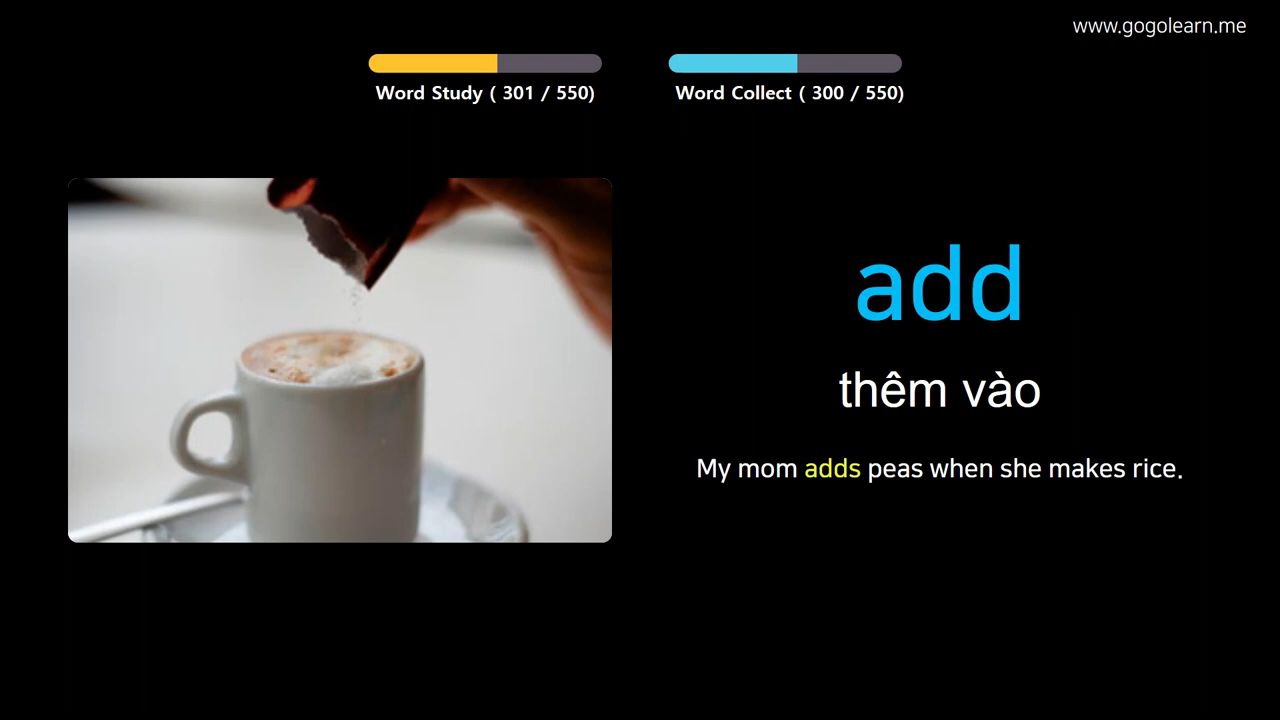 www.gogolearn.me
Word Study ( 301 / 550)
Word Collect ( 300 / 550)
add
thêm vào
My mom adds peas when she makes rice.